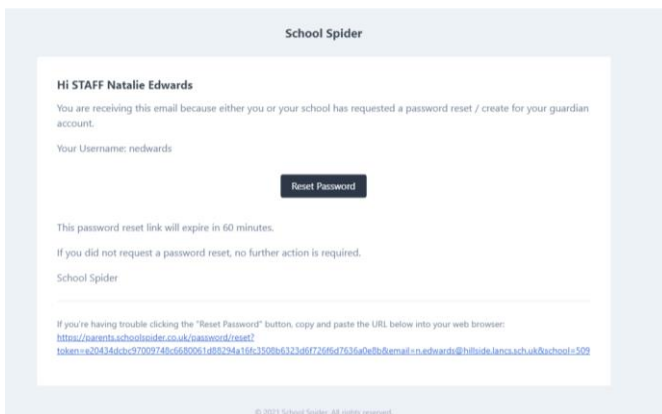 School Spider
Hi STAFF Natalie Edwards
You are receiving this email because either you or your school has requested a password reset / create for your guardian
account.
Your Username: nedwards
Reset Password
This password reset link will expire in 60 minutes.
If you did not request a password reset, no further action is required.
School Spider
If you're having trouble clicking the "Reset Password" button, copy and paste the URL below into your web browser:
https://parents.schoolspider.co.uk/password/reset?
token=e20434dcbc97009748c6680061d88294a16fc3508b6323d6f726f6d7636a0e8b&email=n.edwards@hillside.lancs.sch.uk&school=509
© 2023 School Spider. All rights reserved.